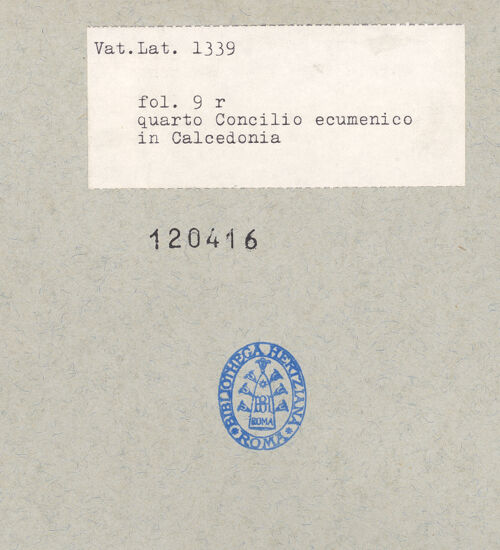 Vat.Lat. 1339
fol. 9 r
quarto Concilio ecumenico
in Calcedonia
120416
BIBLIOTHECA HERTZIANA
ROMA
ROMA